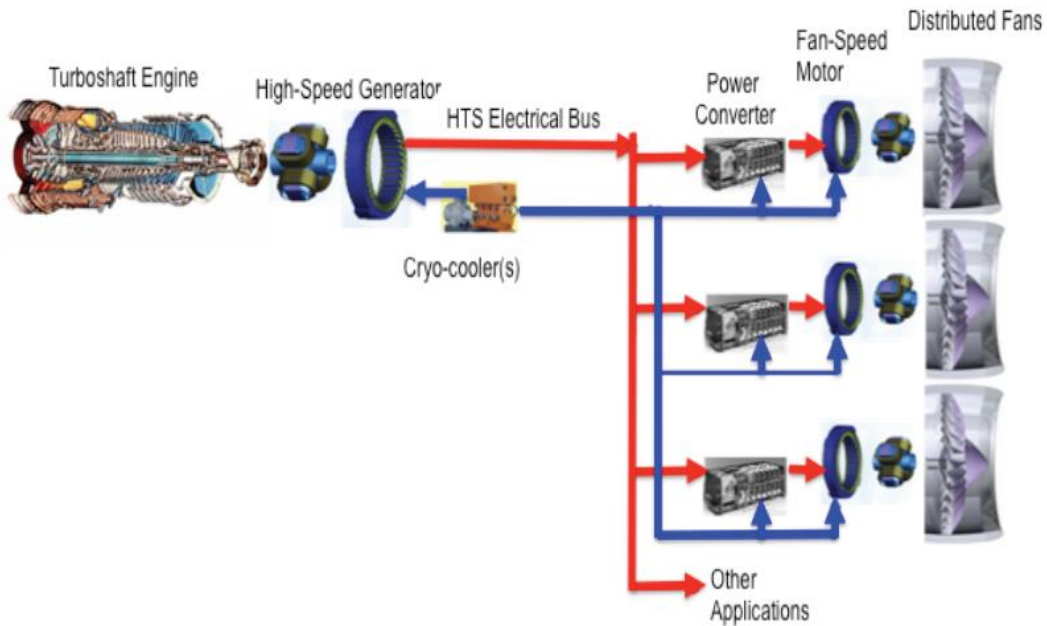 Distributed Fans
Fan-Speed
Motor
Power
Converter
Turboshaft Engine
High-Speed Generator
HTS Electrical Bus
Cryo-cooler(s)
Other
Applications